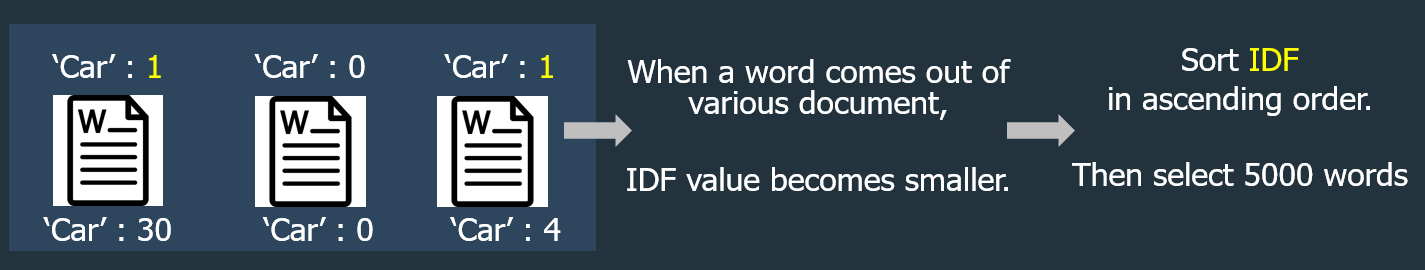 ‘Car’ : 1
‘Car’ : 0
‘Car’ : 1
W
W
W
‘Car’ : 30
‘Car’ : 0
‘Car’ : 4
When a word comes out of
various document,
IDF value becomes smaller.
Sort IDF
in ascending order.
Then select 5000 words